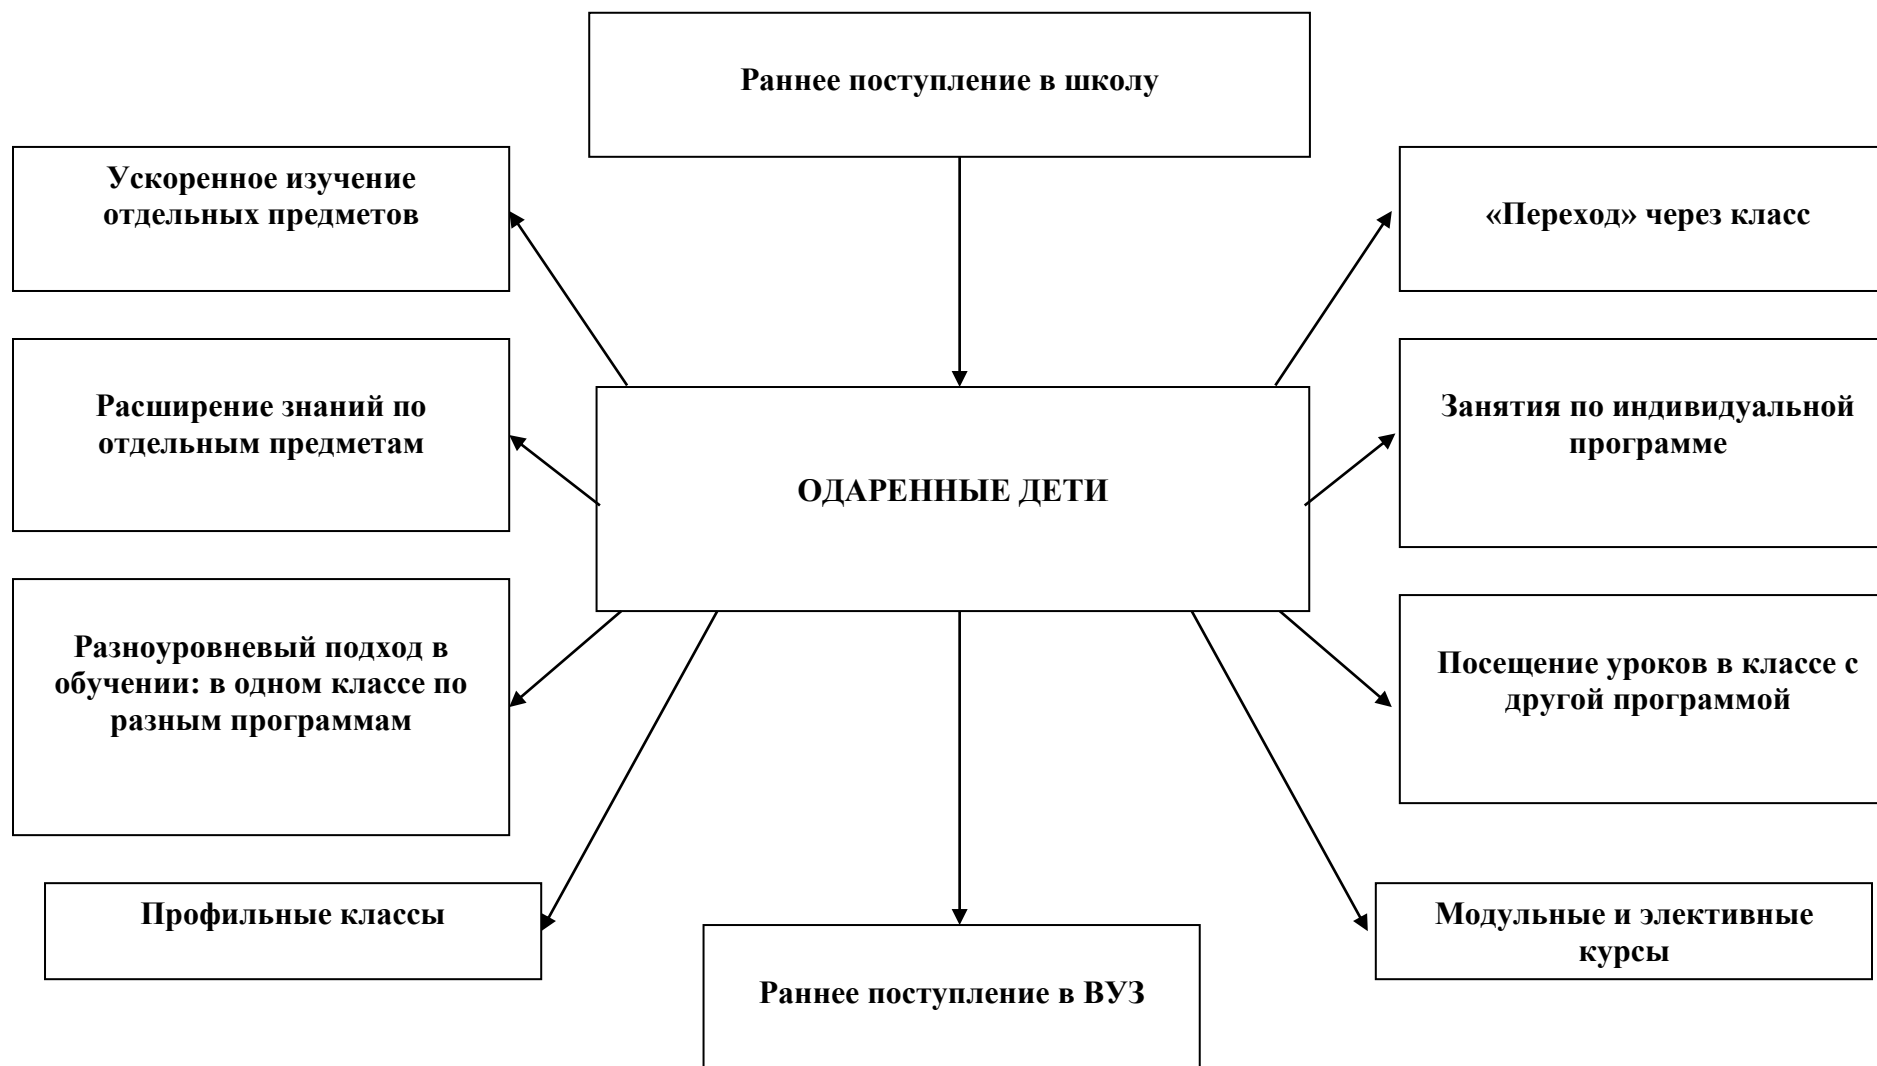 Раннее поступление в школу
Ускоренное изучение
отдельных предметов
«Переход» через класс
Расширение знаний по
отдельным предметам
Занятия по индивидуальной
программе
ОДАРЕННЫЕ ДЕТИ
Разноуровневый подход в
обучении: в одном классе по
разным программам
Посещение уроков в классе с
другой программой
Профильные классы
Модульные и элективные
курсы
Раннее поступление в ВУЗ